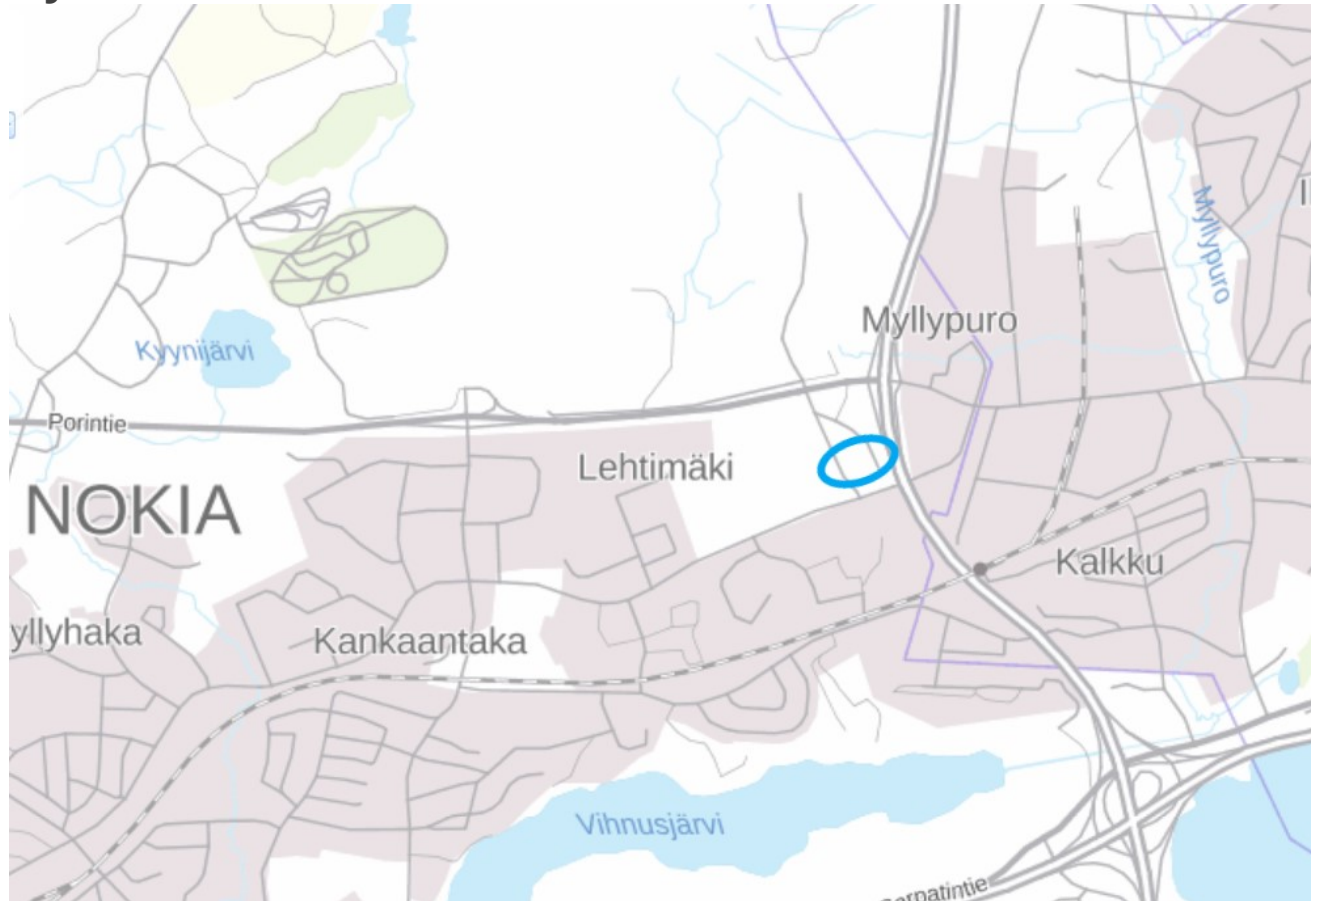 Myllypuro
Myllypuro
Kyynijärvi
Porintie
Lehtimäki
NOKIA
Kalkku
yllyhaka
Kankaantaka
Vihnusjärvi